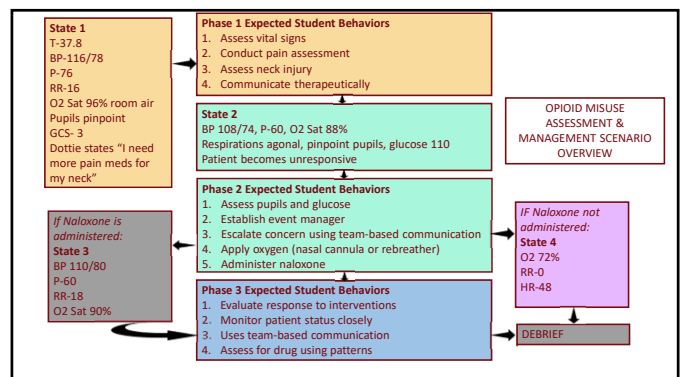 State 1
T-37.8
BP-116/78
P-76
RR-16
O2 Sat 96% room air
Pupils pinpoint
GCS- 3
Dottie states “I need
more pain meds for
my neck”
Phase 1 Expected Student Behaviors
1. Assess vital signs
2. Conduct pain assessment
3. Assess neck injury
4. Communicate therapeutically
State 2
BP 108/74, P-60, O2 Sat 88%
Respirations agonal, pinpoint pupils, glucose 110
Patient becomes unresponsive
OPIOID MISUSE
ASSESSMENT &
MANAGEMENT SCENARIO
OVERVIEW
Phase 2 Expected Student Behaviors
1. Assess pupils and glucose
2. Establish event manager
3. Escalate concern using team-based communication
4. Apply oxygen (nasal cannula or rebreather)
5. Administer naloxone
If Naloxone is
administered:
State 3
BP 110/80
P-60
RR-18
O2 Sat 90%
IF Naloxone not
administered:
State 4
O2 72%
RR-0
HR-48
Phase 3 Expected Student Behaviors
1. Evaluate response to interventions
2. Monitor patient status closely
3. Uses team-based communication
4. Assess for drug using patterns
DEBRIEF